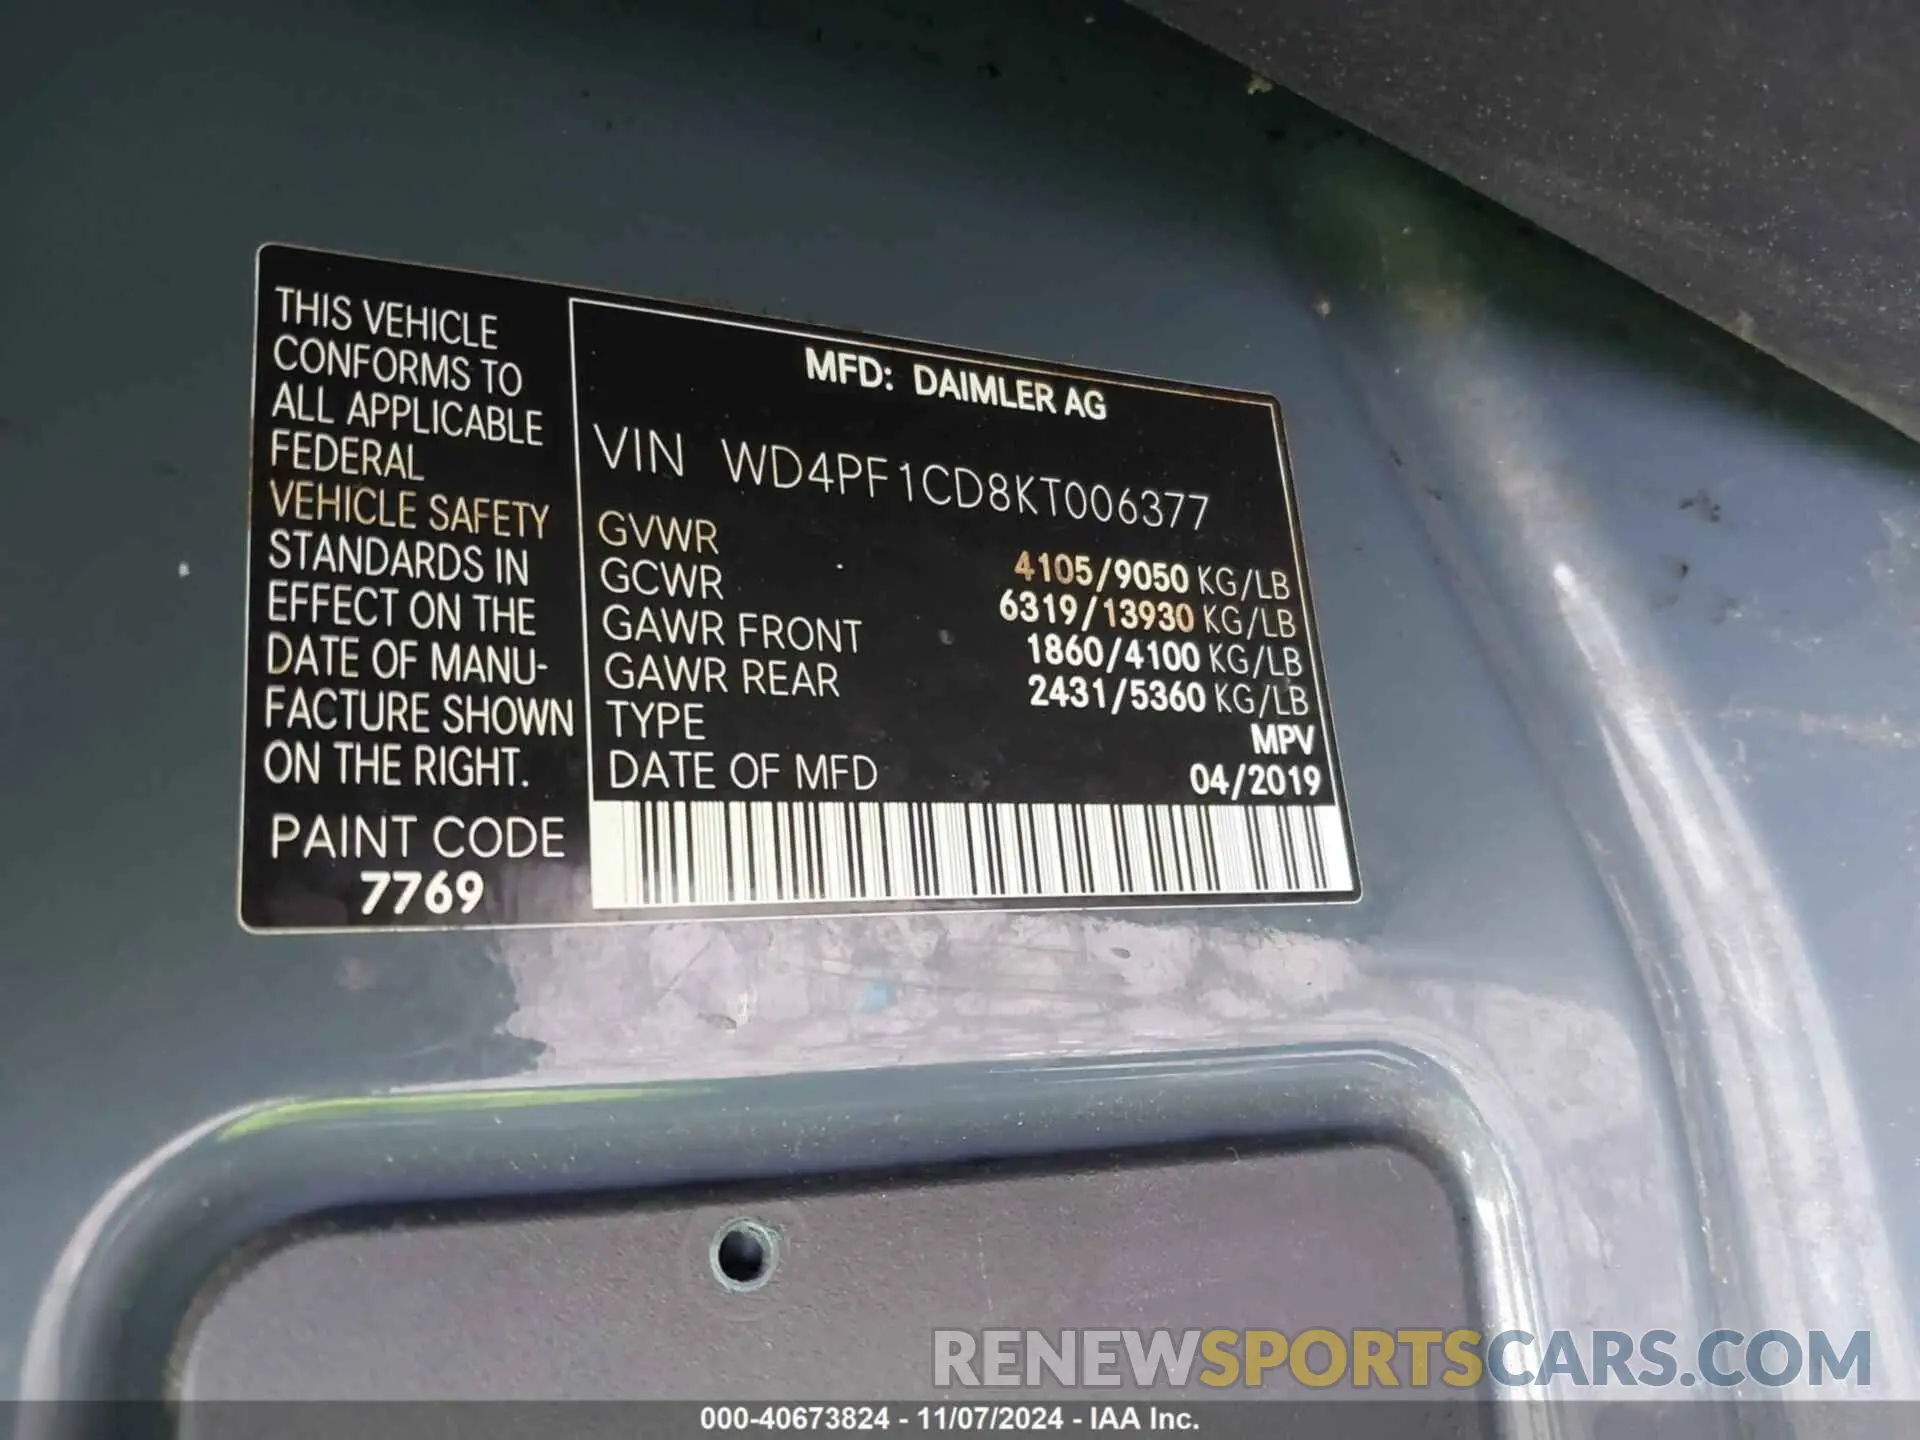 THIS VEHICLE
CONFORMS TO
ALL APPLICABLE
FEDERAL
VEHICLE SAFETY
STANDARDS IN
EFFECT ON THE
DATE OF MANU-
FACTURE SHOWN
ON THE RIGHT.
PAINT CODE
7769
MFD: DAIMLER AG
VIN WD4PF1CD8KT006377
GVWR 4105/9050 KG/LB
GCWR 6319/13930 KG/LB
GAWR FRONT 1860/4100 KG/LB
GAWR REAR 2431/5360 KG/LB
TYPE MPV
DATE OF MFD 04/2019
RENEWSPORTSCARS.COM
000-40673824 - 11/07/2024 - IAA Inc.